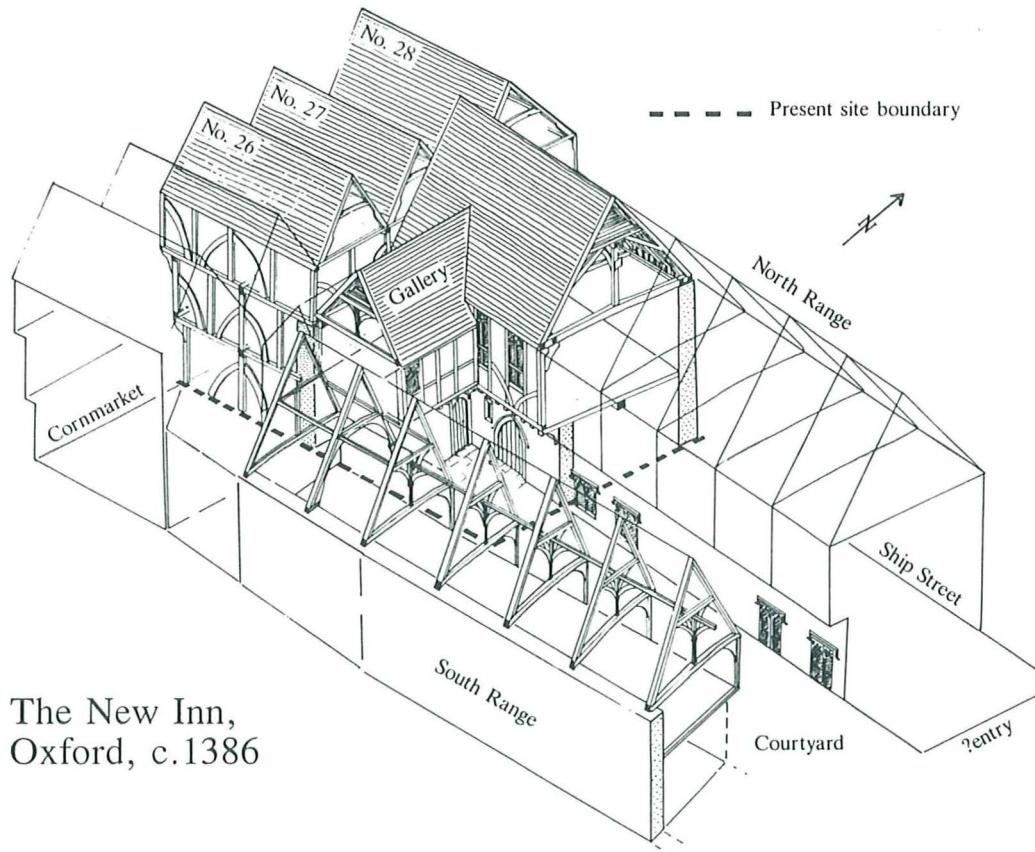 No. 28
No. 27
No. 26
Present site boundary
N
Gallery
North Range
Cornmarket
Ship Street
South Range
Courtyard
?entry
The New Inn,
Oxford, c.1386